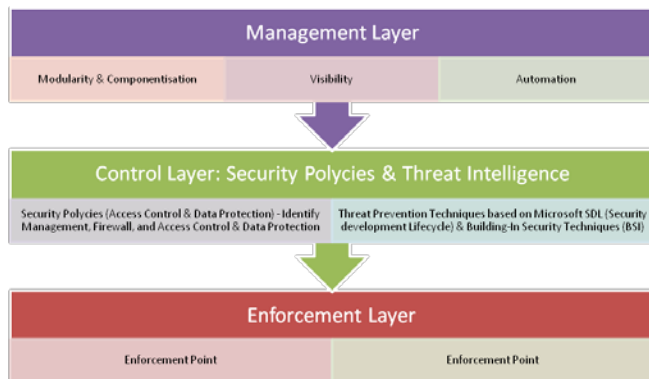 Management Layer
Modularity & Componentisation
Visibility
Automation
Control Layer: Security Polycies & Threat Intelligence
Security Polycies (Access Control & Data Protection) - Identify
Management, Firewall, and Access Control & Data Protection
Threat Prevention Techniques based on Microsoft SDL (Security
development Lifecycle) & Building-In Security Techniques (BSI)
Enforcement Layer
Enforcement Point
Enforcement Point